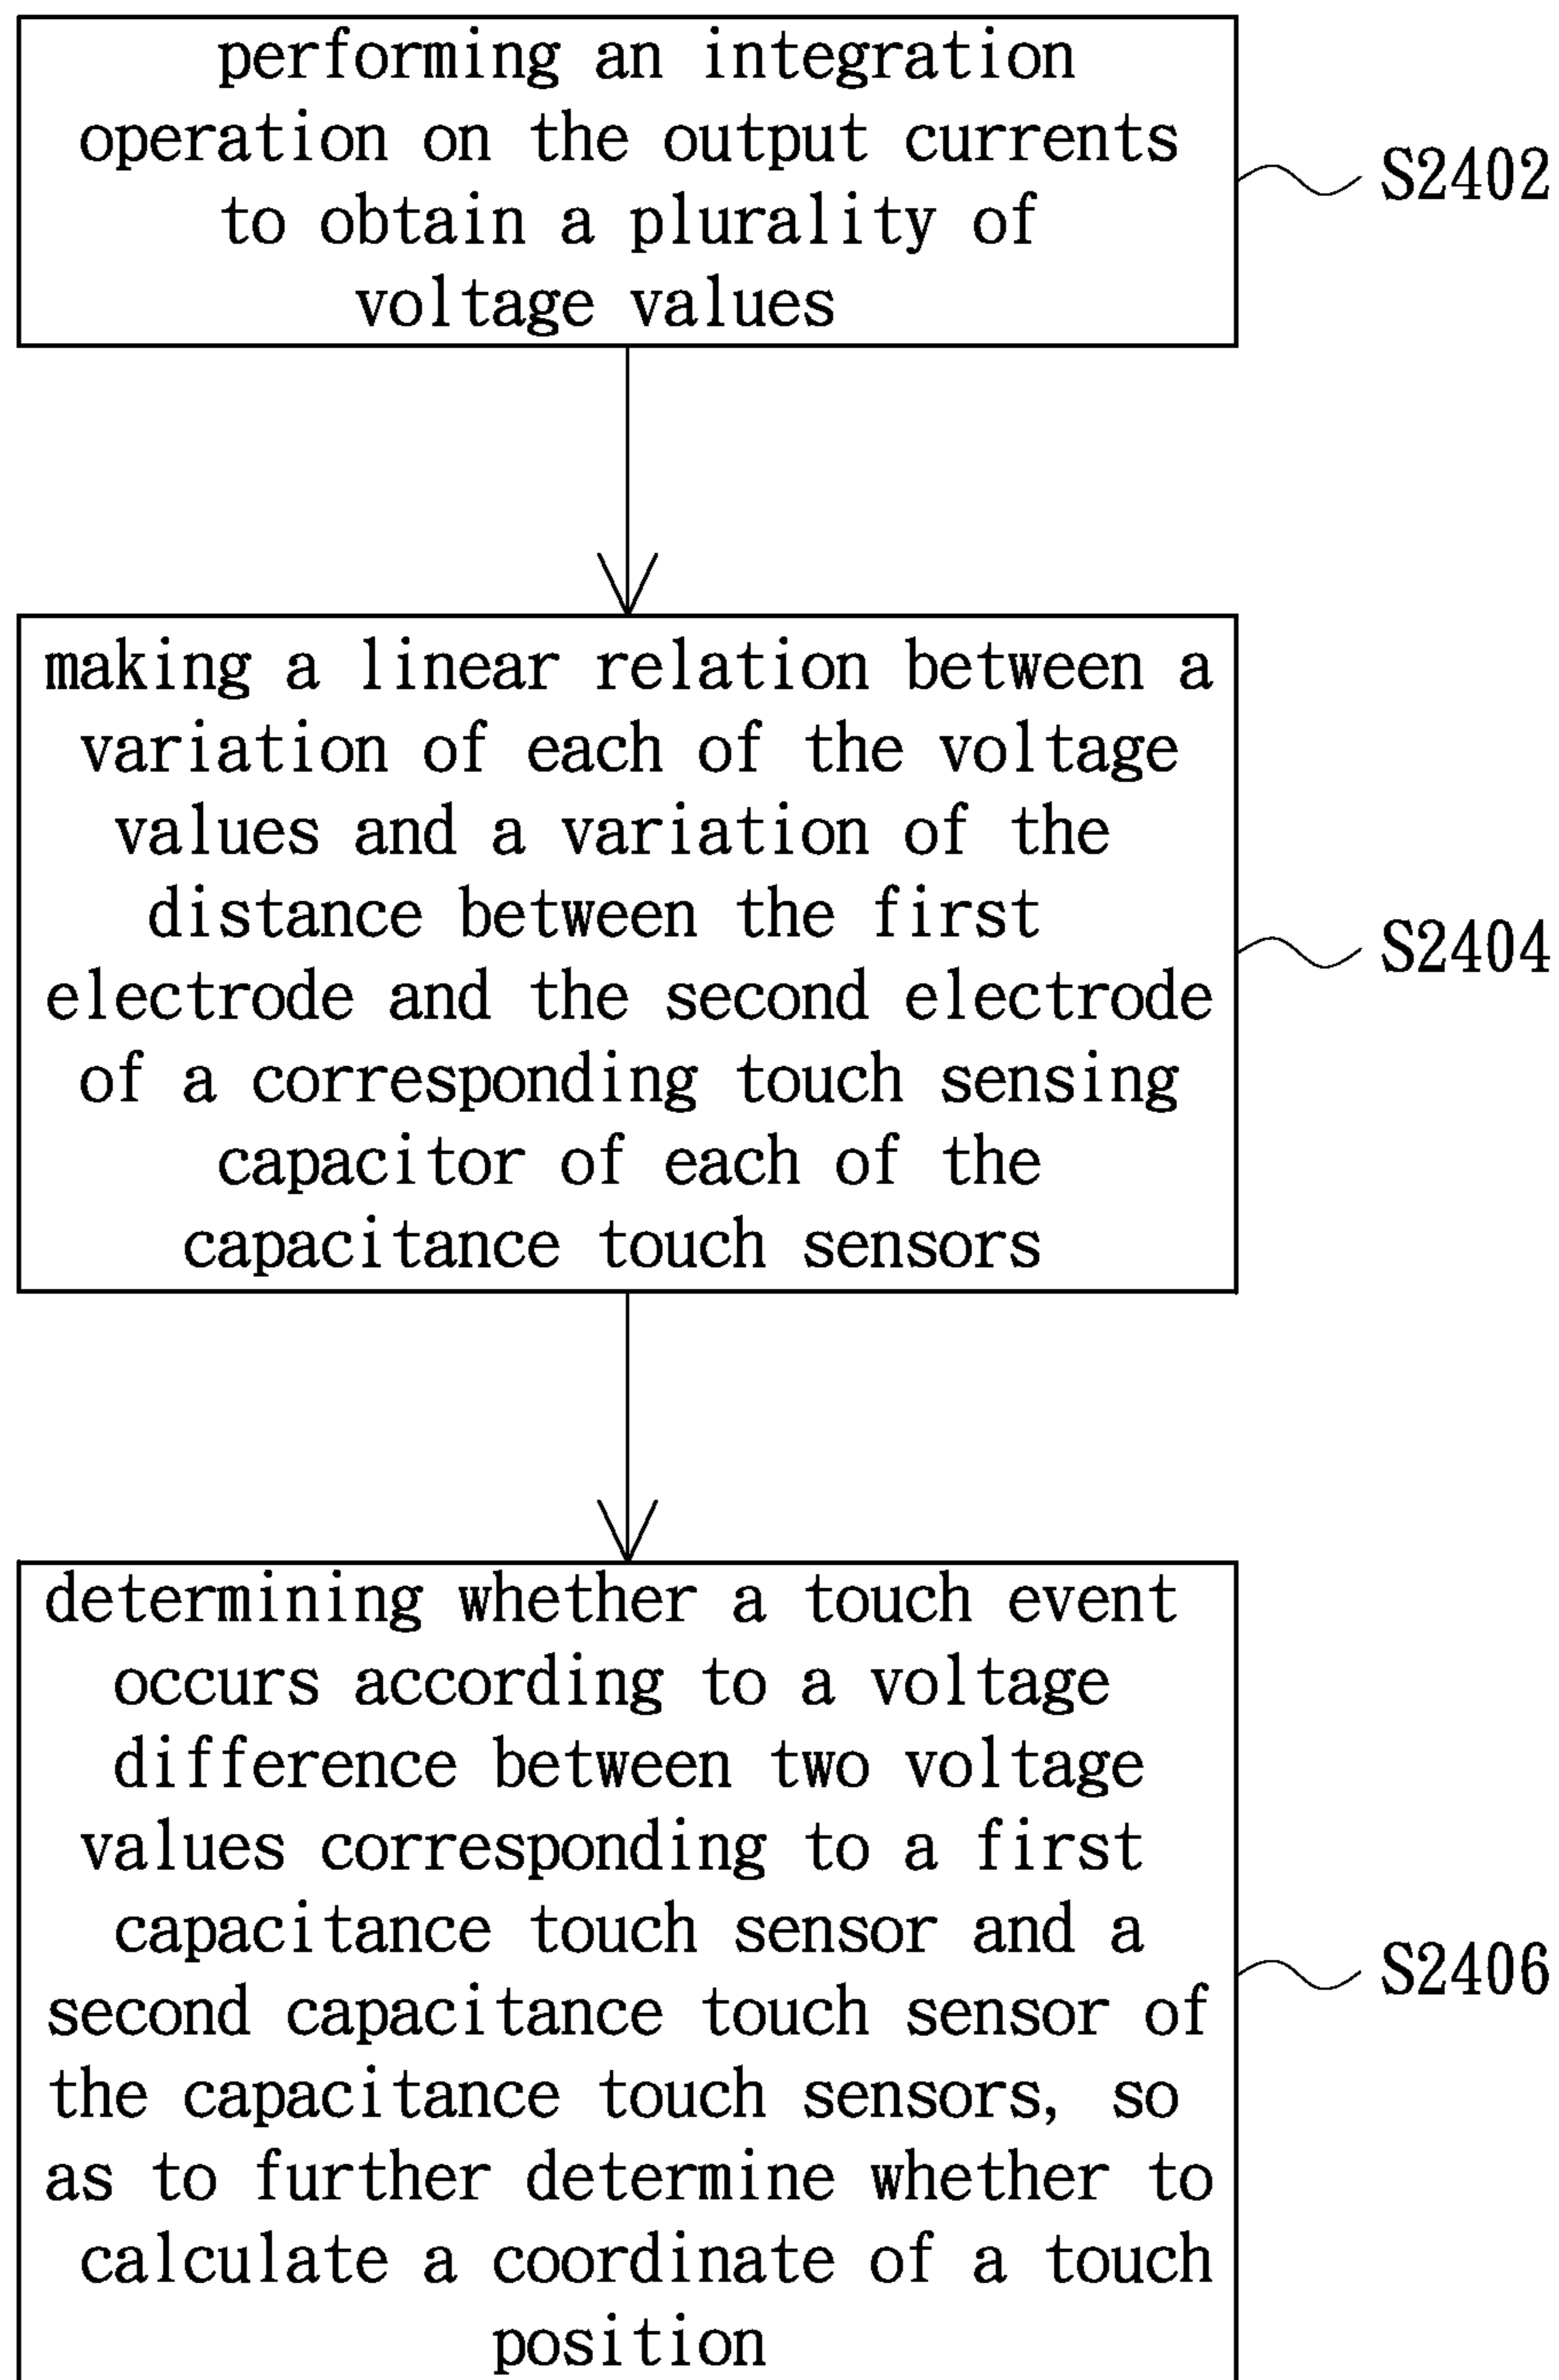 performing an integration
operation on the output currents
to obtain a plurality of
voltage values
S2402
making a linear relation between a
variation of each of the voltage
values and a variation of the
distance between the first
electrode and the second electrode
of a corresponding touch sensing
capacitor of each of the
capacitance touch sensors
S2404
determining whether a touch event
occurs according to a voltage
difference between two voltage
values corresponding to a first
capacitance touch sensor and a
second capacitance touch sensor of
the capacitance touch sensors, so
as to further determine whether to
calculate a coordinate of a touch
position
S2406